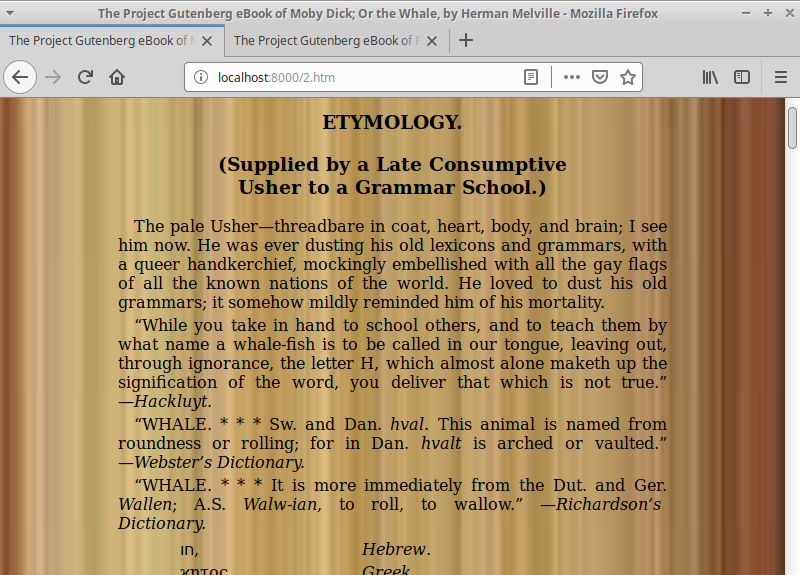 The Project Gutenberg eBook of Moby Dick; Or the Whale, by Herman Melville - Mozilla Firefox
The Project Gutenberg eBook of The Project Gutenberg eBook of
localhost:8000/2.htm
ETYMOLOGY.
(Supplied by a Late Consumptive
Usher to a Grammar School.)
The pale Usher—threadbare in coat, heart, body, and brain; I see
him now. He was ever dusting his old lexicons and grammars, with
a queer handkerchief, mockingly embellished with all the gay flags
of all the known nations of the world. He loved to dust his old
grammars; it somehow mildly reminded him of his mortality.
“While you take in hand to school others, and to teach them by
what name a whale-fish is to be called in our tongue, leaving out,
through ignorance, the letter H, which almost alone maketh up the
signification of the word, you deliver that which is not true.”
—Hackluyt.
“WHALE. * * * Sw. and Dan. hval. This animal is named from
roundness or rolling; for in Dan. hvalt is arched or vaulted.”
—Webster’s Dictionary.
“WHALE. * * * It is more immediately from the Dut. and Ger.
Wallen; A.S. Walw-ian, to roll, to wallow.” —Richardson’s
Dictionary.
חו, Hebrew.
ϰητος, Greek.